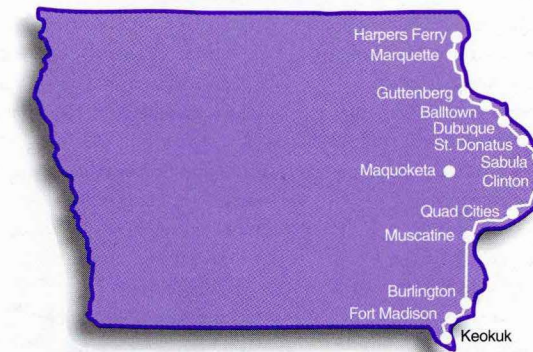 Harpers Ferry
Marquette
Guttenberg
Balltown
Dubuque
St. Donatus
Sabula
Maquoketa
Clinton
Quad Cities
Muscatine
Burlington
Fort Madison
Keokuk